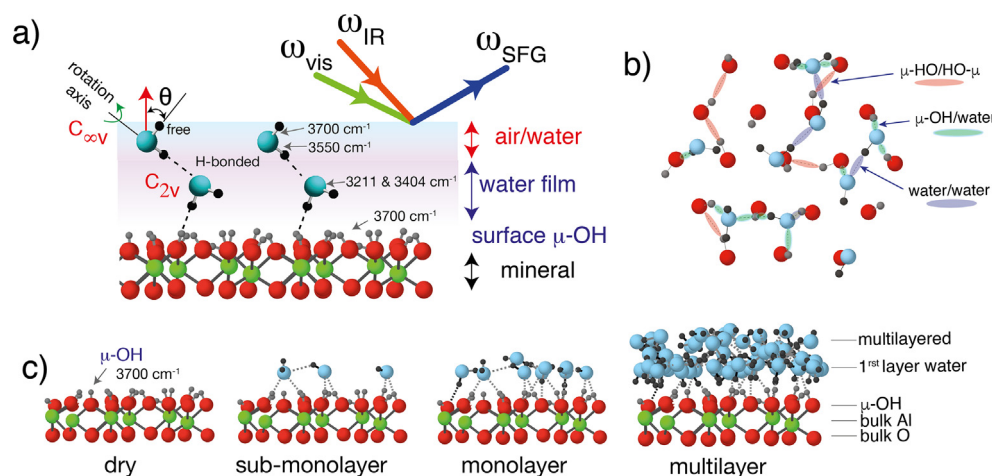 a)
ω_vis
ω_IR
ω_SFG
rotation
axis
θ
C∞v
free
3700 cm⁻¹
3550 cm⁻¹
H-bonded
C2v
3211 & 3404 cm⁻¹
3700 cm⁻¹
air/water
water film
surface μ-OH
mineral
b)
μ-HO/HO-μ
μ-OH/water
water/water
c)
μ-OH
3700 cm⁻¹
dry
sub-monolayer
monolayer
multilayer
multilayered
1rst layer water
μ-OH
bulk Al
bulk O